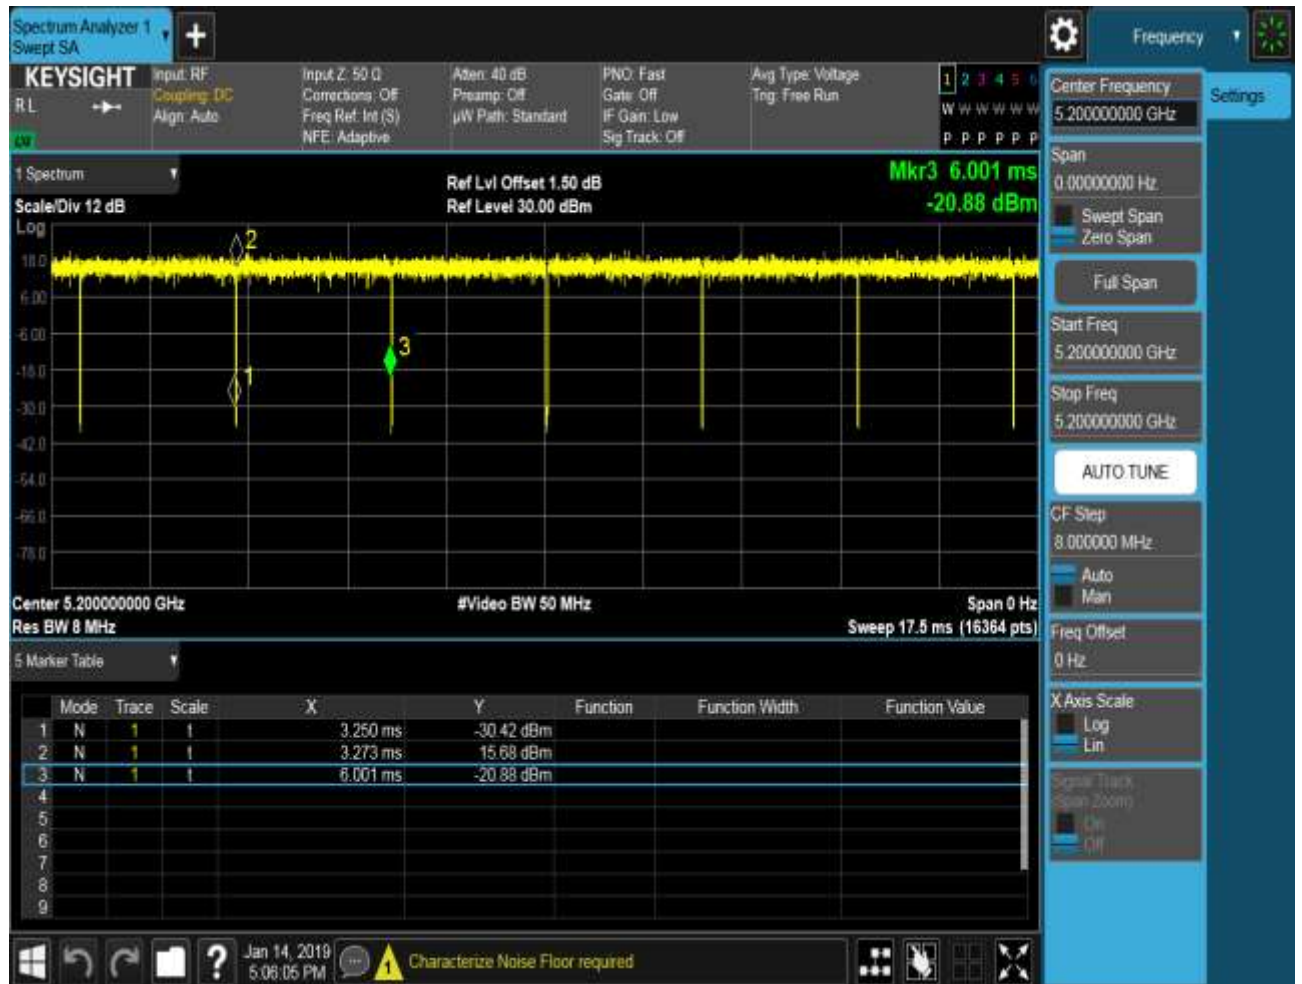 Spectrum Analyzer 1
Swept SA
Frequency
KEYSIGHT
R L
Input: RF
Coupling: DC
Align: Auto
Input Z: 50 Ω
Corrections: Off
Freq Ref: Int (S)
NFE: Adaptive
Atten: 40 dB
Preamp: Off
µW Path: Standard
PNO: Fast
Gate: Off
IF Gain: Low
Sig Track: Off
Avg Type: Voltage
Trig: Free Run
1 2 3 4 5 6
W W W W W W
P P P P P P
1 Spectrum
Scale/Div 12 dB
Ref Lvl Offset 1.50 dB
Ref Level 30.00 dBm
Mkr3 6.001 ms
-20.88 dBm
Log
18.0
6.00
-6.00
-18.0
-30.0
-42.0
-54.0
-66.0
-78.0
2
1
3
Center 5.200000000 GHz
Res BW 8 MHz
#Video BW 50 MHz
Span 0 Hz
Sweep 17.5 ms (16364 pts)
5 Marker Table
Mode Trace Scale X Y Function Function Width Function Value
1 N 1 t 3.250 ms -30.42 dBm
2 N 1 t 3.273 ms 15.68 dBm
3 N 1 t 6.001 ms -20.88 dBm
4
5
6
7
8
9
Center Frequency
5.200000000 GHz
Settings
Span
0.00000000 Hz
Swept Span
Zero Span
Full Span
Start Freq
5.200000000 GHz
Stop Freq
5.200000000 GHz
AUTO TUNE
CF Step
8.000000 MHz
Auto
Man
Freq Offset
0 Hz
X Axis Scale
Log
Lin
Signal Track
(Span Zoom)
On
Off
?
Jan 14, 2019
5:06:05 PM
1
Characterize Noise Floor required